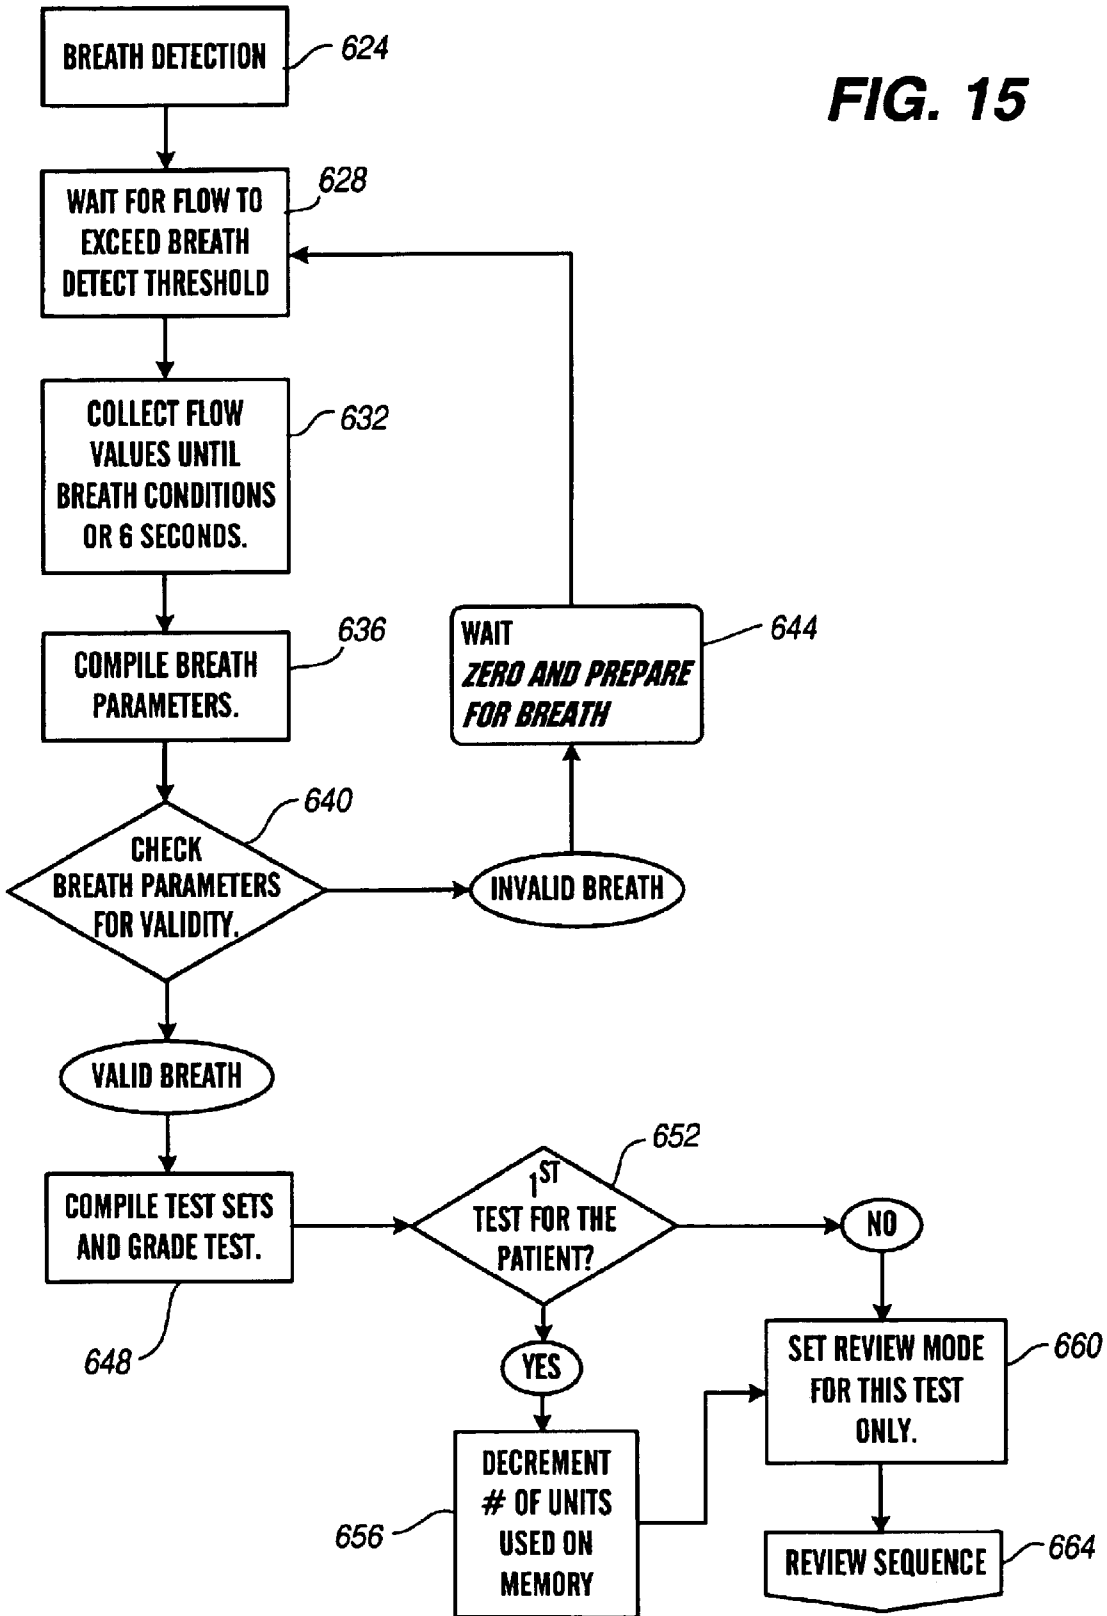 BREATH DETECTION
624
FIG. 15
WAIT FOR FLOW TO
EXCEED BREATH
DETECT THRESHOLD
628
COLLECT FLOW
VALUES UNTIL
BREATH CONDITIONS
OR 6 SECONDS.
632
COMPILE BREATH
PARAMETERS.
636
WAIT
ZERO AND PREPARE
FOR BREATH
644
CHECK
BREATH PARAMETERS
FOR VALIDITY.
640
INVALID BREATH
VALID BREATH
COMPILE TEST SETS
AND GRADE TEST.
648
1ST
TEST FOR THE
PATIENT?
652
NO
YES
SET REVIEW MODE
FOR THIS TEST
ONLY.
660
DECREMENT
# OF UNITS
USED ON
MEMORY
656
REVIEW SEQUENCE
664